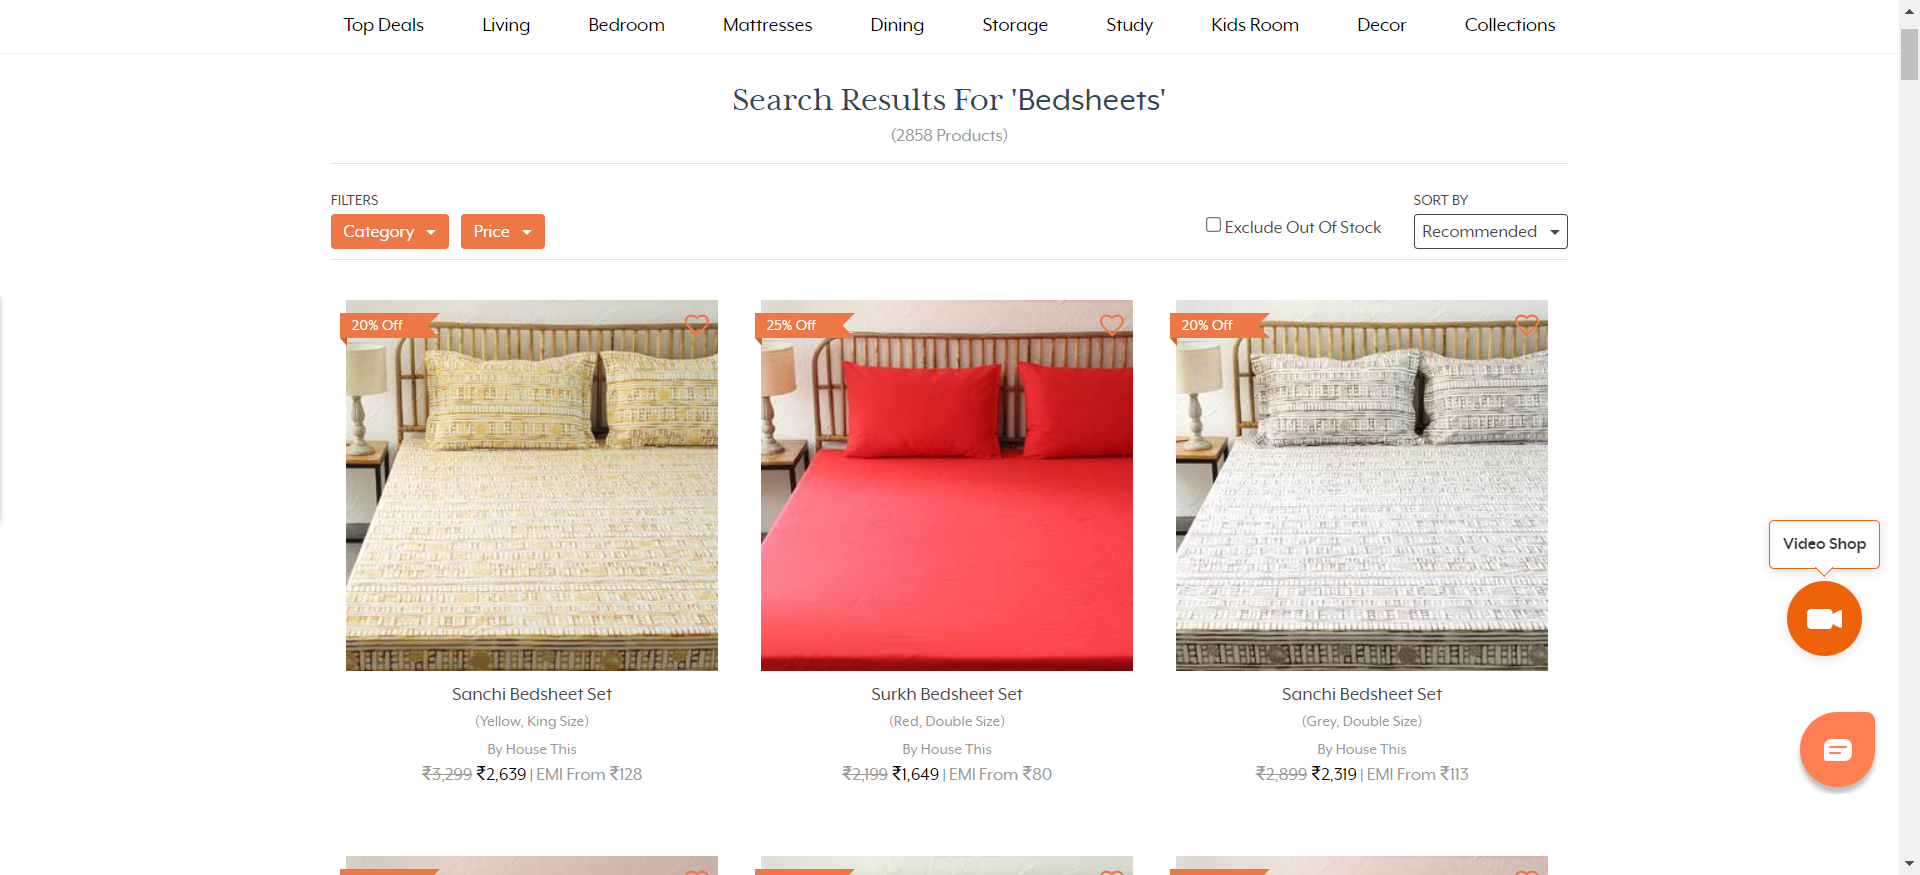 Top Deals Living Bedroom Mattresses Dining Storage Study Kids Room Decor Collections
Search Results For 'Bedsheets'
(2858 Products)
FILTERS
Category Price
Exclude Out Of Stock
SORT BY
Recommended
20% Off
25% Off
20% Off
Sanchi Bedsheet Set
(Yellow, King Size)
By House This
₹3,299 ₹2,639 | EMI From ₹128
Surkh Bedsheet Set
(Red, Double Size)
By House This
₹2,199 ₹1,649 | EMI From ₹80
Sanchi Bedsheet Set
(Grey, Double Size)
By House This
₹2,899 ₹2,319 | EMI From ₹113
Video Shop